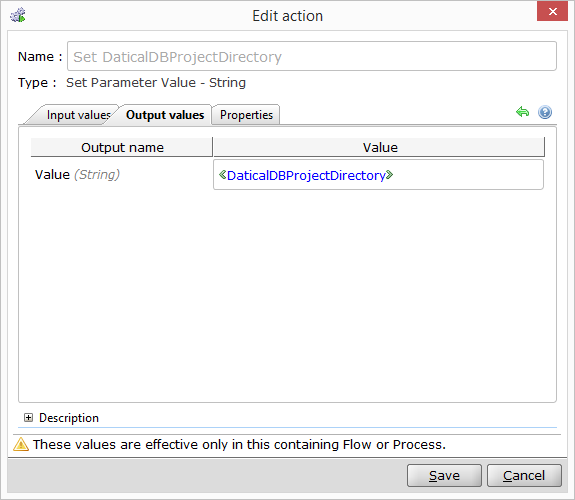 Edit action
Name : Set DaticalDBProjectDirectory
Type : Set Parameter Value - String
Input values Output values Properties
Output name Value
Value (String) «DaticalDBProjectDirectory»
Description
These values are effective only in this containing Flow or Process.
Save Cancel